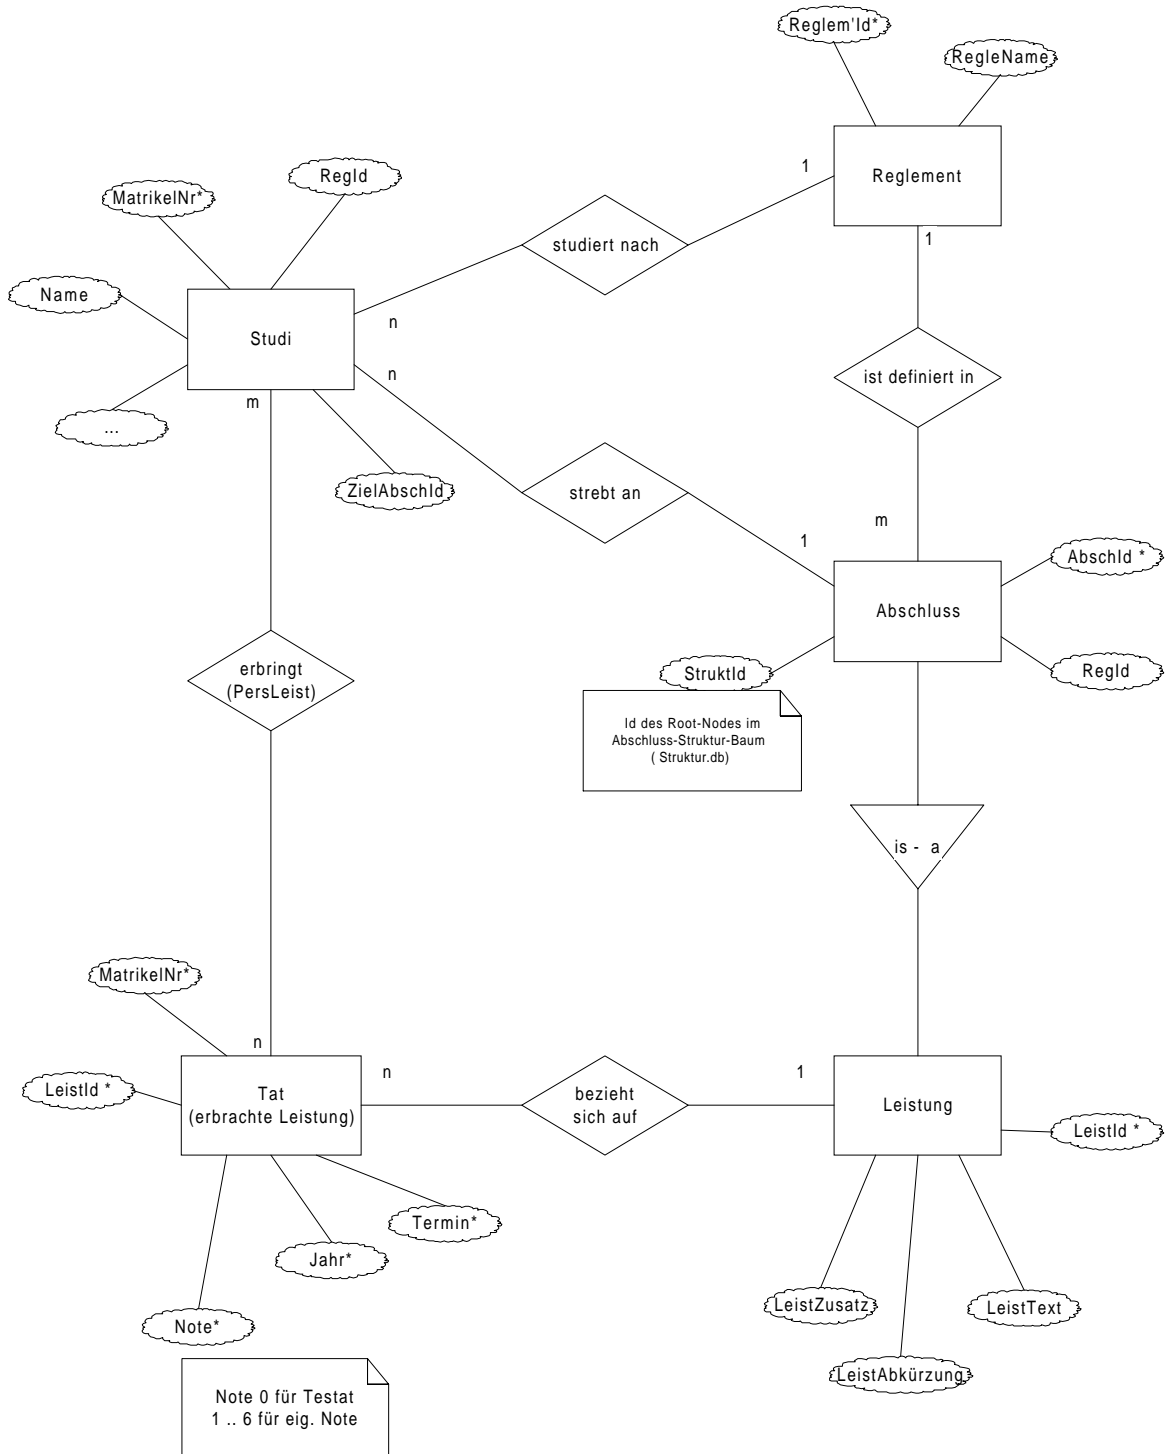 Reglem'Id*
RegleName
Reglement
1
1
RegId
MatrikelNr*
Name
Studi
...
n
n
m
ZielAbschId
studiert nach
ist definiert in
strebt an
1
m
AbschId *
Abschluss
RegId
StruktId
Id des Root-Nodes im
Abschluss-Struktur-Baum
( Struktur.db)
erbringt
(PersLeist)
is - a
MatrikelNr*
LeistId *
n
Tat
(erbrachte Leistung)
n
bezieht
sich auf
1
Leistung
LeistId *
Termin*
Jahr*
Note*
LeistZusatz
LeistText
LeistAbkürzung
Note 0 für Testat
1 .. 6 für eig. Note